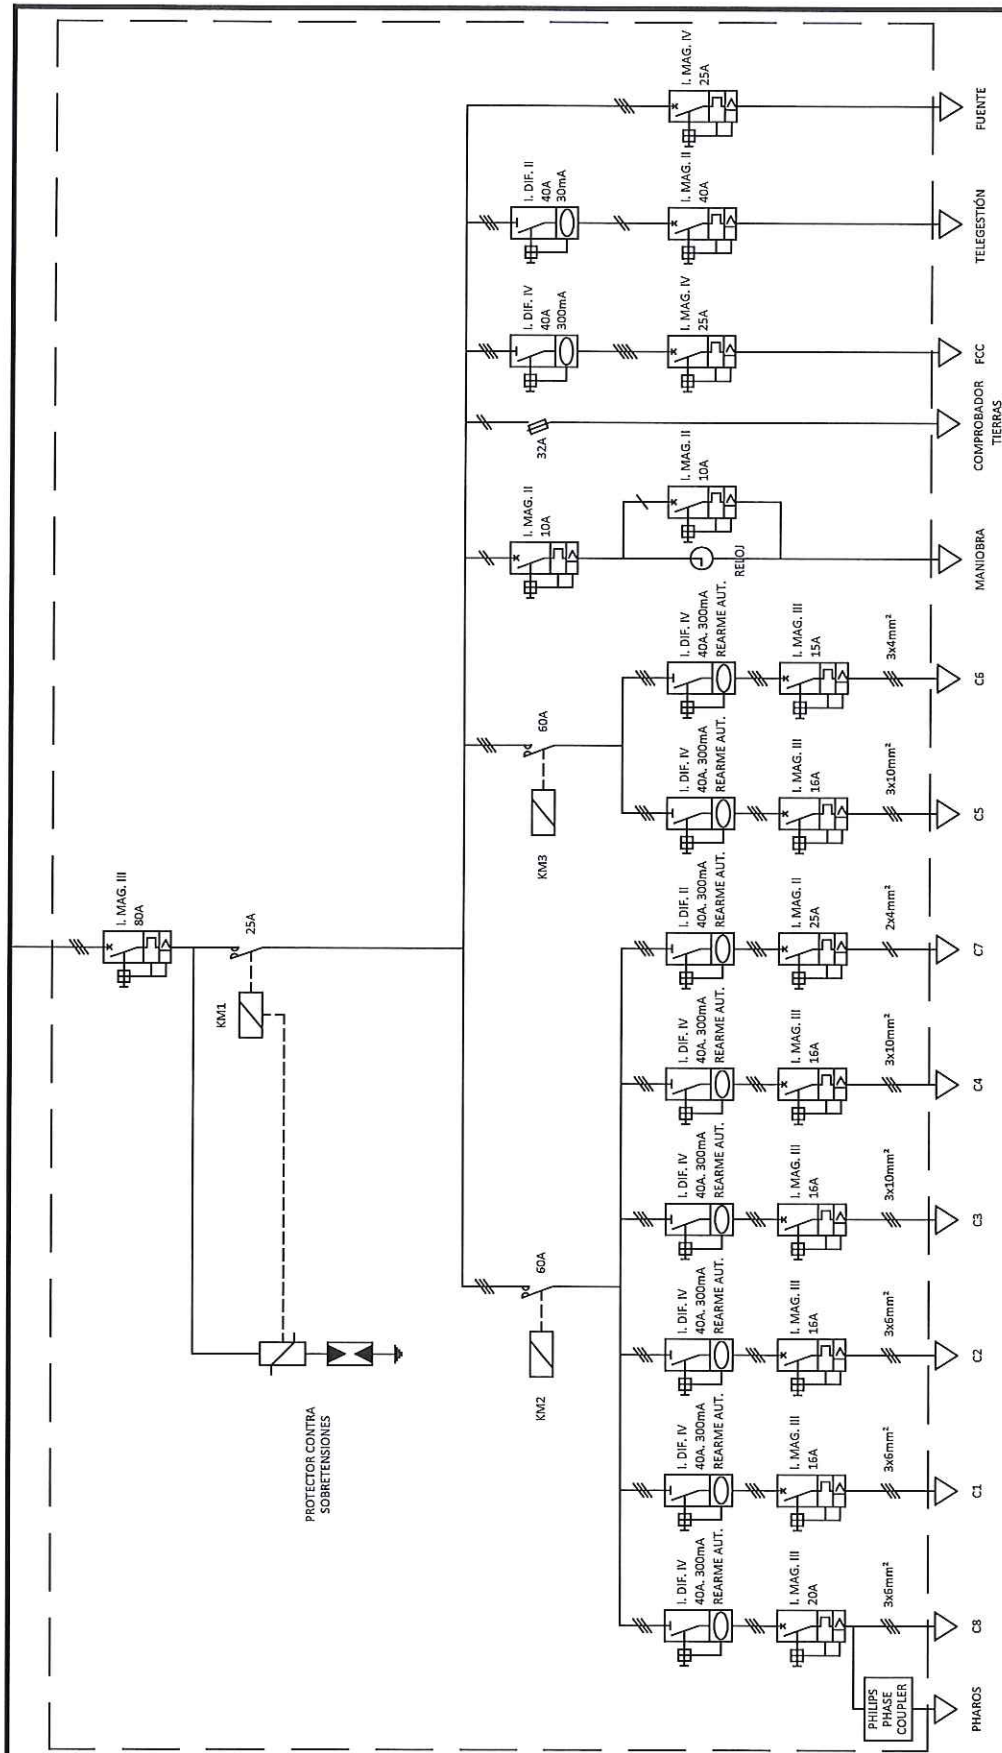 I. MAG. III
80A
KM1
25A
PROTECTOR CONTRA
SOBRETENSIONES
KM2
60A
KM3
60A
I. DIF. IV
40A. 300mA
REARME AUT.
I. MAG. III
20A
3x6mm²
PHILIPS
PHASE
COUPLER
PHAROS
C8
I. DIF. IV
40A. 300mA
REARME AUT.
I. MAG. III
16A
3x6mm²
C1
I. DIF. IV
40A. 300mA
REARME AUT.
I. MAG. III
16A
3x6mm²
C2
I. DIF. IV
40A. 300mA
REARME AUT.
I. MAG. III
16A
3x10mm²
C3
I. DIF. IV
40A. 300mA
REARME AUT.
I. MAG. III
16A
3x10mm²
C4
I. DIF. II
40A. 300mA
REARME AUT.
I. MAG. II
25A
2x4mm²
C7
I. DIF. IV
40A. 300mA
REARME AUT.
I. MAG. III
16A
3x10mm²
C5
I. DIF. IV
40A. 300mA
REARME AUT.
I. MAG. III
15A
3x4mm²
C6
I. MAG. II
10A
I. MAG. II
10A
RELOJ
MANIOBRA
32A
COMPROBADOR
TIERRAS
I. DIF. IV
40A
300mA
I. MAG. IV
25A
FCC
I. DIF. II
40A
30mA
I. MAG. II
40A
TELEGESTIÓN
I. MAG. IV
25A
FUENTE